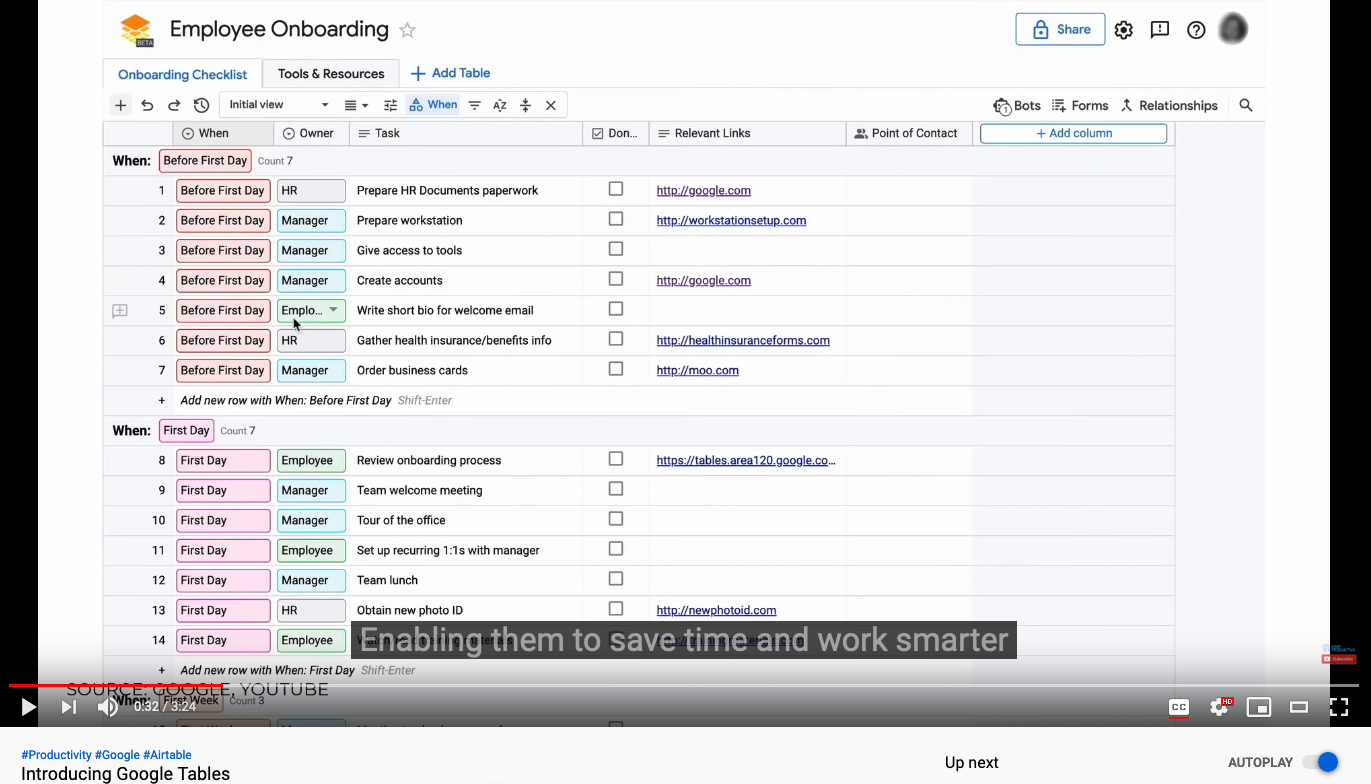 Employee Onboarding
BETA
Share
Onboarding Checklist Tools & Resources + Add Table
Initial view When Bots 1 Forms Relationships
When Owner Task Don... Relevant Links Point of Contact + Add column
When: Before First Day Count 7
1 Before First Day HR Prepare HR Documents paperwork http://google.com
2 Before First Day Manager Prepare workstation http://workstationsetup.com
3 Before First Day Manager Give access to tools
4 Before First Day Manager Create accounts http://google.com
5 Before First Day Emplo... Write short bio for welcome email
6 Before First Day HR Gather health insurance/benefits info http://healthinsuranceforms.com
7 Before First Day Manager Order business cards http://moo.com
+ Add new row with When: Before First Day Shift-Enter
When: First Day Count 7
8 First Day Employee Review onboarding process https://tables.area120.google.co...
9 First Day Manager Team welcome meeting
10 First Day Manager Tour of the office
11 First Day Employee Set up recurring 1:1s with manager
12 First Day Manager Team lunch
13 First Day HR Obtain new photo ID http://newphotoid.com
14 First Day Employee
Enabling them to save time and work smarter
+ Add new row with When: First Day Shift-Enter
SOURCE: GOOGLE, YOUTUBE
When: First Week Count 3
0:32 / 3:24
CC HD
#Productivity #Google #Airtable
Introducing Google Tables
Up next
AUTOPLAY